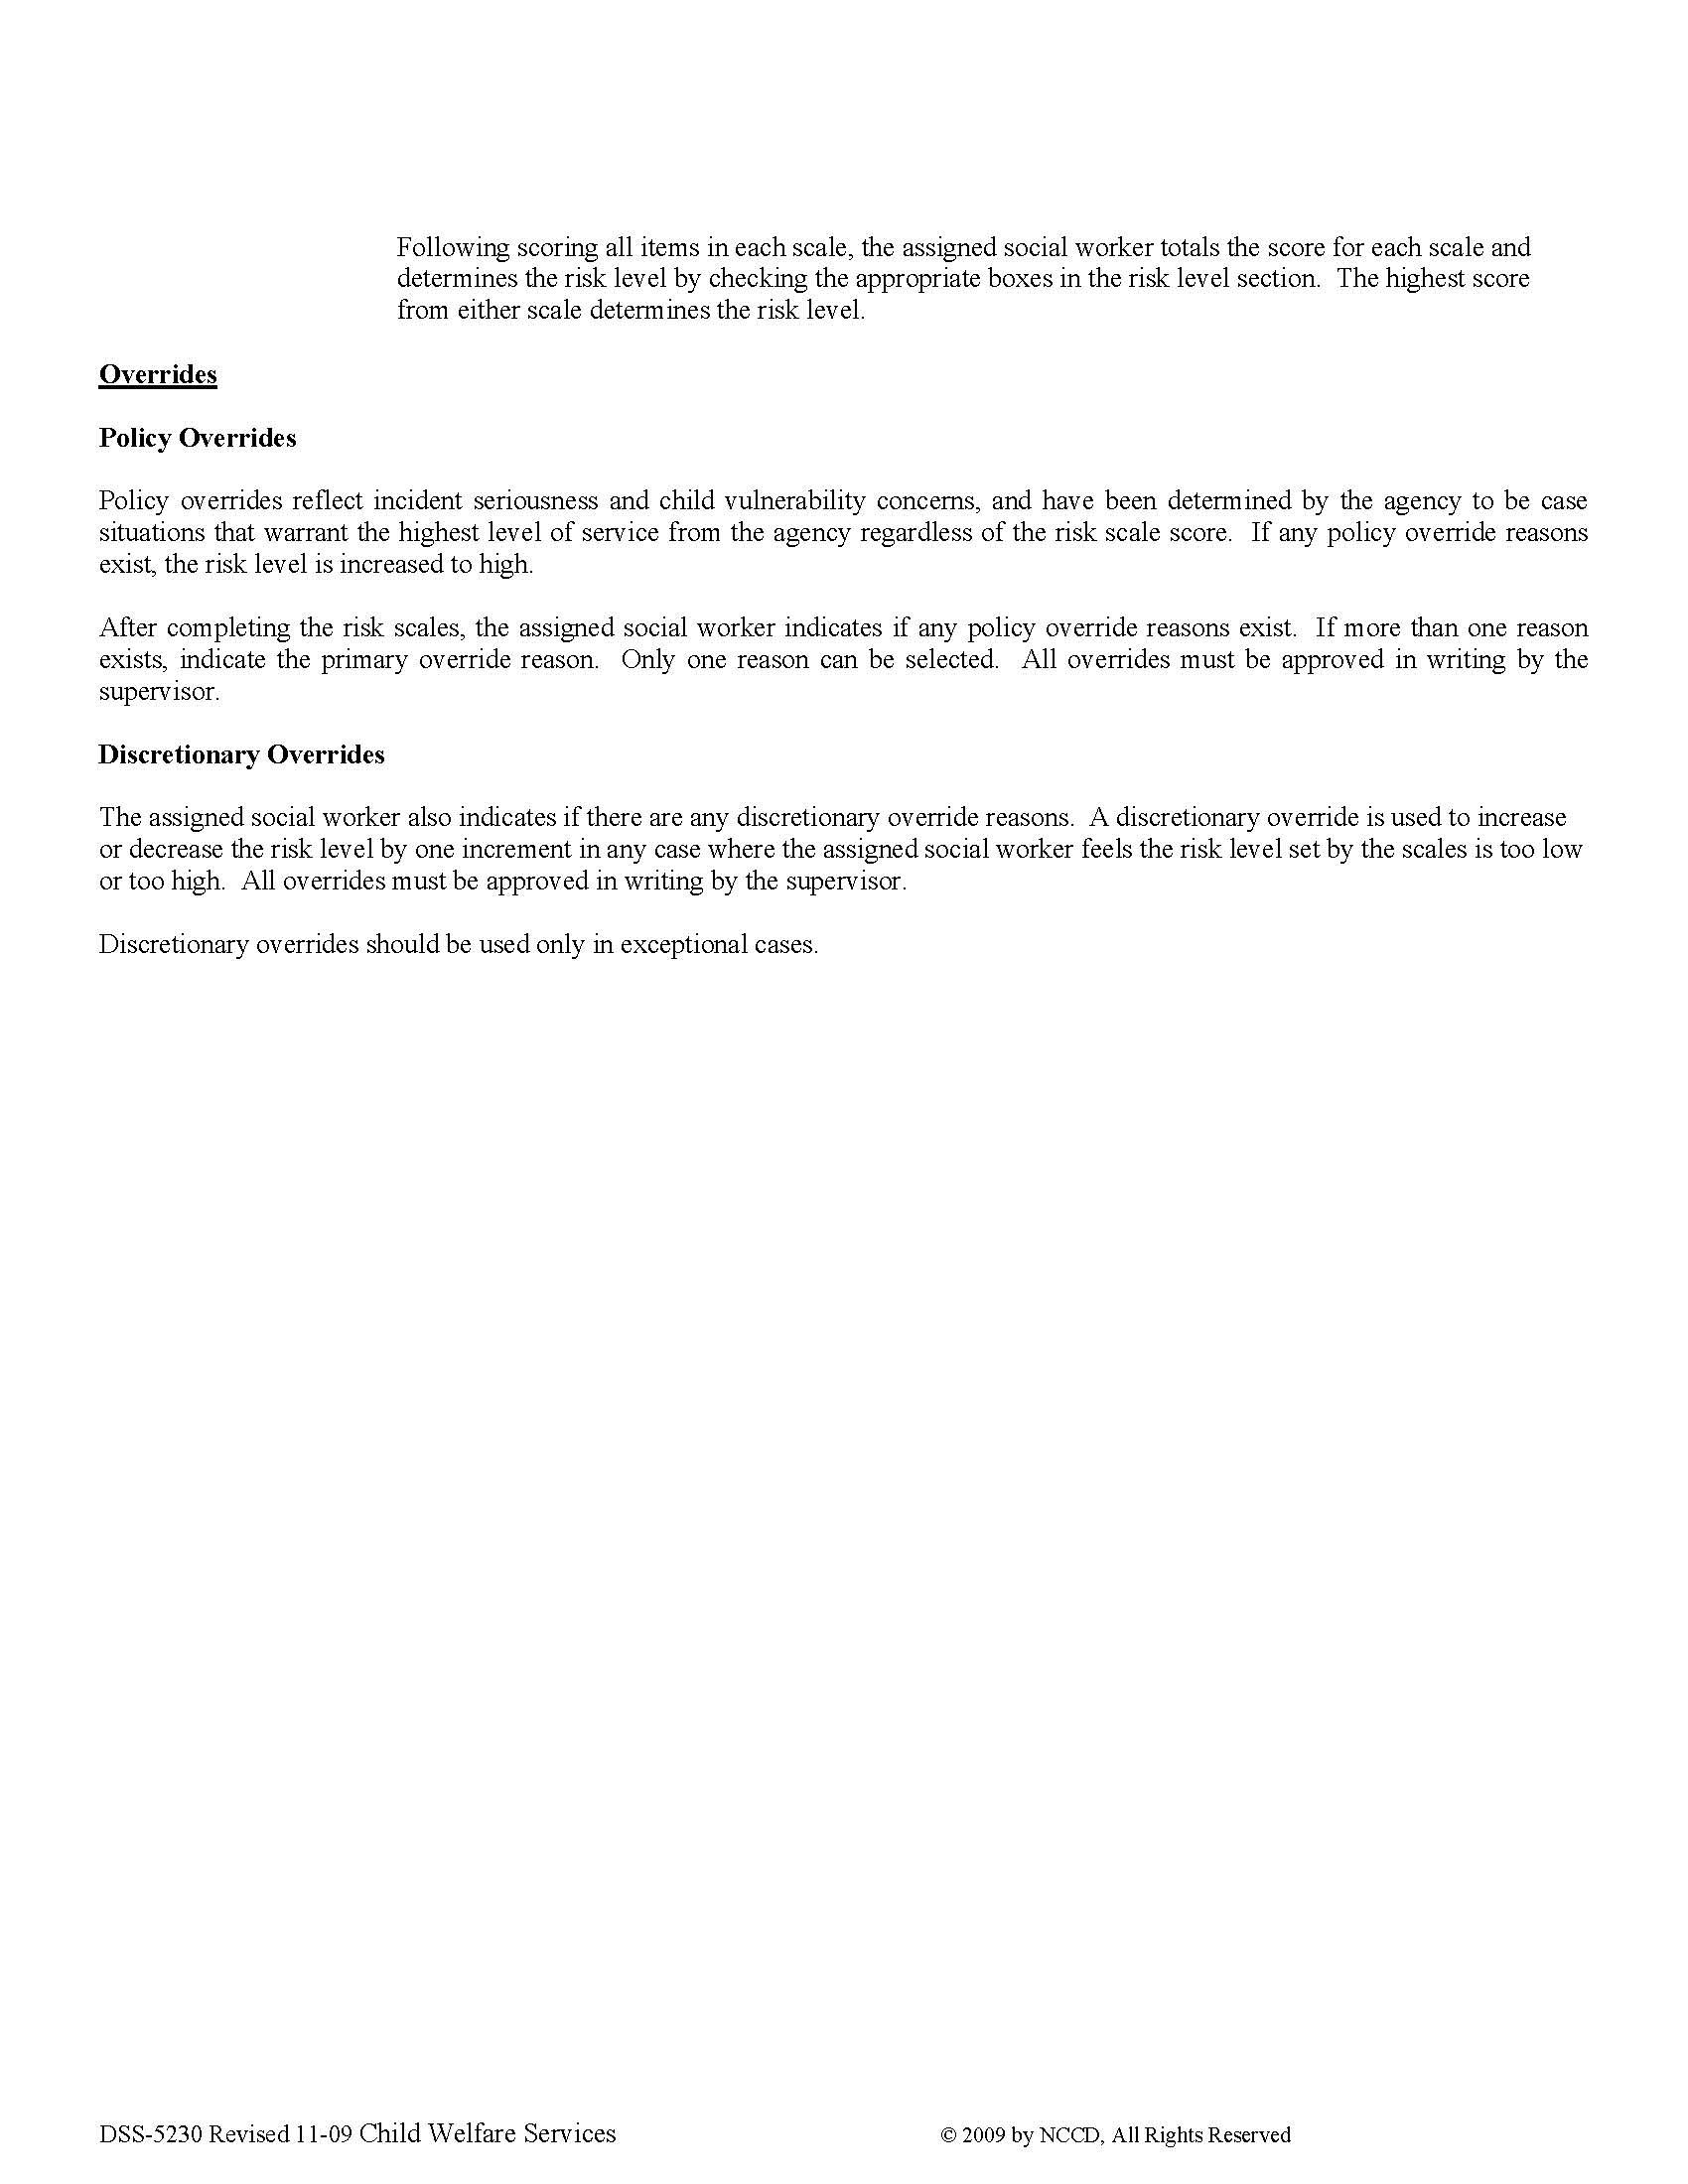 Following scoring all items in each scale, the assigned social worker totals the score for each scale and
determines the risk level by checking the appropriate boxes in the risk level section.  The highest score
from either scale determines the risk level.
Overrides
Policy Overrides
Policy overrides reflect incident seriousness and child vulnerability concerns, and have been determined by the agency to be case
situations that warrant the highest level of service from the agency regardless of the risk scale score.  If any policy override reasons
exist, the risk level is increased to high.
After completing the risk scales, the assigned social worker indicates if any policy override reasons exist.  If more than one reason
exists, indicate the primary override reason.  Only one reason can be selected.  All overrides must be approved in writing by the
supervisor.
Discretionary Overrides
The assigned social worker also indicates if there are any discretionary override reasons.  A discretionary override is used to increase
or decrease the risk level by one increment in any case where the assigned social worker feels the risk level set by the scales is too low
or too high.  All overrides must be approved in writing by the supervisor.
Discretionary overrides should be used only in exceptional cases.
DSS-5230 Revised 11-09 Child Welfare Services © 2009 by NCCD, All Rights Reserved